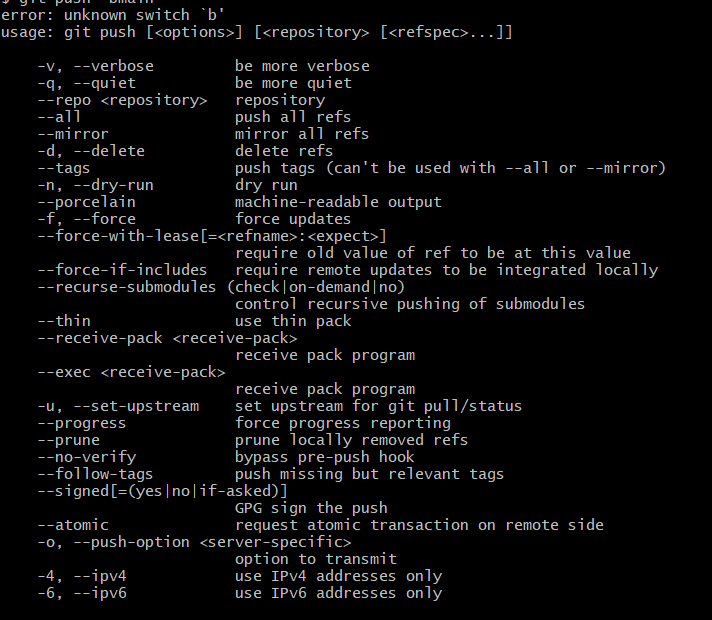 error: unknown switch `b'
usage: git push [<options>] [<repository> [<refspec>...]]
-v, --verbose be more verbose
-q, --quiet be more quiet
--repo <repository> repository
--all push all refs
--mirror mirror all refs
-d, --delete delete refs
--tags push tags (can't be used with --all or --mirror)
-n, --dry-run dry run
--porcelain machine-readable output
-f, --force force updates
--force-with-lease[=<refname>:<expect>]
require old value of ref to be at this value
--force-if-includes require remote updates to be integrated locally
--recurse-submodules (check|on-demand|no)
control recursive pushing of submodules
--thin use thin pack
--receive-pack <receive-pack>
receive pack program
--exec <receive-pack>
receive pack program
-u, --set-upstream set upstream for git pull/status
--progress force progress reporting
--prune prune locally removed refs
--no-verify bypass pre-push hook
--follow-tags push missing but relevant tags
--signed[=(yes|no|if-asked)]
GPG sign the push
--atomic request atomic transaction on remote side
-o, --push-option <server-specific>
option to transmit
-4, --ipv4 use IPv4 addresses only
-6, --ipv6 use IPv6 addresses only